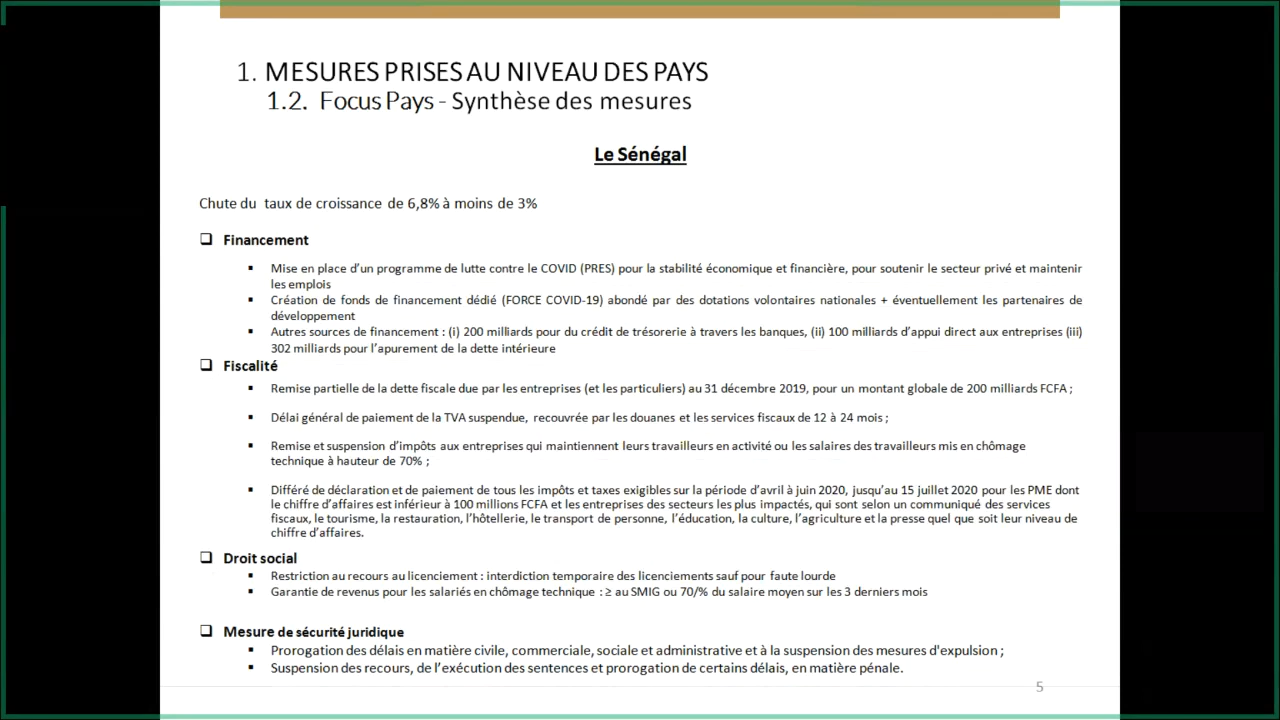 1. MESURES PRISES AU NIVEAU DES PAYS
1.2. Focus Pays - Synthèse des mesures
Le Sénégal
Chute du taux de croissance de 6,8% à moins de 3%
❑ Financement
▪ Mise en place d’un programme de lutte contre le COVID (PRES) pour la stabilité économique et financière, pour soutenir le secteur privé et maintenir
les emplois
▪ Création de fonds de financement dédié (FORCE COVID-19) abondé par des dotations volontaires nationales + éventuellement les partenaires de
développement
▪ Autres sources de financement : (i) 200 milliards pour du crédit de trésorerie à travers les banques, (ii) 100 milliards d’appui direct aux entreprises (iii)
302 milliards pour l’apurement de la dette intérieure
❑ Fiscalité
▪ Remise partielle de la dette fiscale due par les entreprises (et les particuliers) au 31 décembre 2019, pour un montant globale de 200 milliards FCFA ;
▪ Délai général de paiement de la TVA suspendue, recouvrée par les douanes et les services fiscaux de 12 à 24 mois ;
▪ Remise et suspension d’impôts aux entreprises qui maintiennent leurs travailleurs en activité ou les salaires des travailleurs mis en chômage
technique à hauteur de 70% ;
▪ Différé de déclaration et de paiement de tous les impôts et taxes exigibles sur la période d’avril à juin 2020, jusqu’au 15 juillet 2020 pour les PME dont
le chiffre d’affaires est inférieur à 100 millions FCFA et les entreprises des secteurs les plus impactés, qui sont selon un communiqué des services
fiscaux, le tourisme, la restauration, l’hôtellerie, le transport de personne, l’éducation, la culture, l’agriculture et la presse quel que soit leur niveau de
chiffre d’affaires.
❑ Droit social
▪ Restriction au recours au licenciement : interdiction temporaire des licenciements sauf pour faute lourde
▪ Garantie de revenus pour les salariés en chômage technique : ≥ au SMIG ou 70/% du salaire moyen sur les 3 derniers mois
❑ Mesure de sécurité juridique
▪ Prorogation des délais en matière civile, commerciale, sociale et administrative et à la suspension des mesures d'expulsion ;
▪ Suspension des recours, de l’exécution des sentences et prorogation de certains délais, en matière pénale.
5